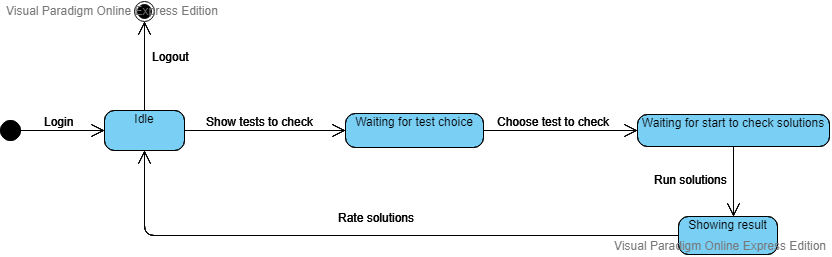 Visual Paradigm Online Express Edition
Logout
Login
Idle
Show tests to check
Waiting for test choice
Choose test to check
Waiting for start to check solutions
Run solutions
Rate solutions
Showing result
Visual Paradigm Online Express Edition